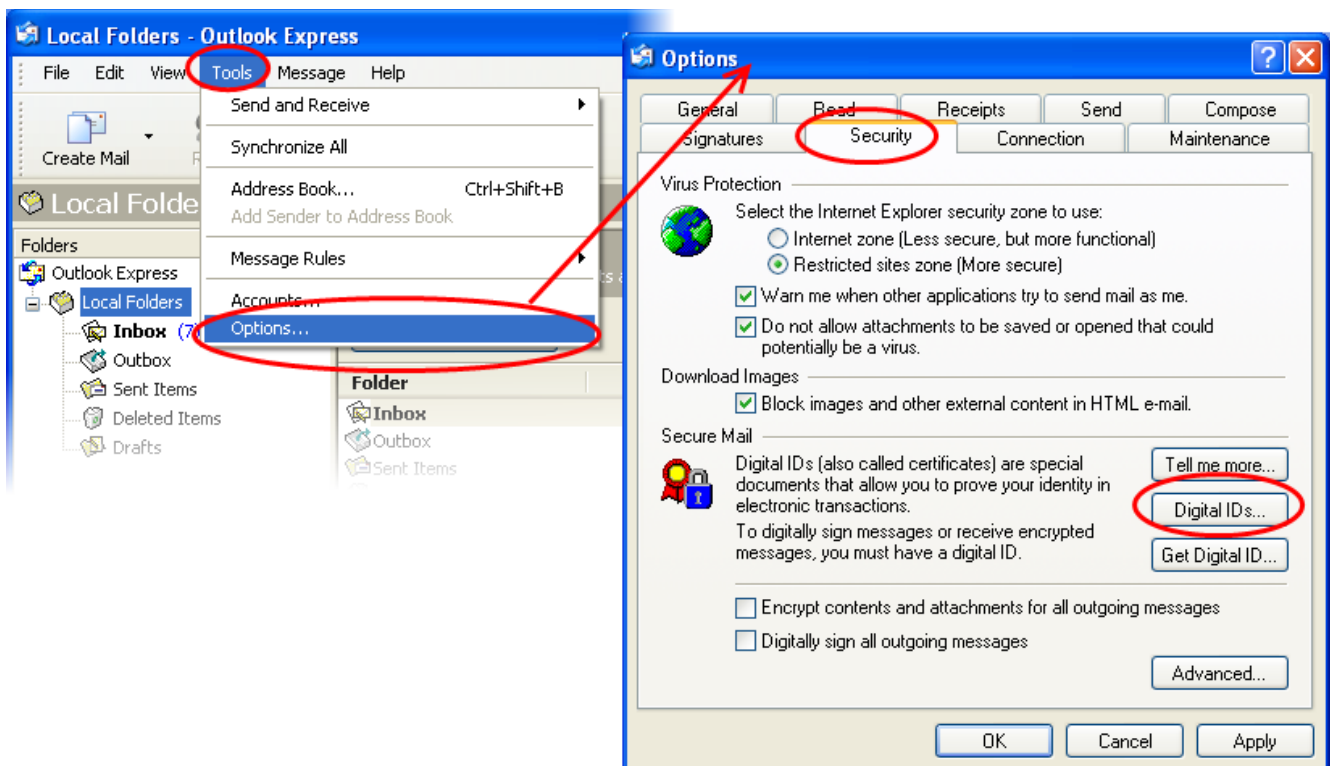 Local Folders - Outlook Express
File Edit View Tools Message Help
Create Mail
Send and Receive
Synchronize All
Address Book... Ctrl+Shift+B
Add Sender to Address Book
Message Rules
Accounts...
Options...
Local Folde
Folders
Outlook Express
Local Folders
Inbox (7)
Outbox
Sent Items
Deleted Items
Drafts
Folder
Inbox
Outbox
Sent Items
Options
General Read Receipts Send Compose
Signatures Security Connection Maintenance
Virus Protection
Select the Internet Explorer security zone to use:
Internet zone (Less secure, but more functional)
Restricted sites zone (More secure)
Warn me when other applications try to send mail as me.
Do not allow attachments to be saved or opened that could
potentially be a virus.
Download Images
Block images and other external content in HTML e-mail.
Secure Mail
Digital IDs (also called certificates) are special
documents that allow you to prove your identity in
electronic transactions.
To digitally sign messages or receive encrypted
messages, you must have a digital ID.
Tell me more...
Digital IDs...
Get Digital ID...
Encrypt contents and attachments for all outgoing messages
Digitally sign all outgoing messages
Advanced...
OK Cancel Apply